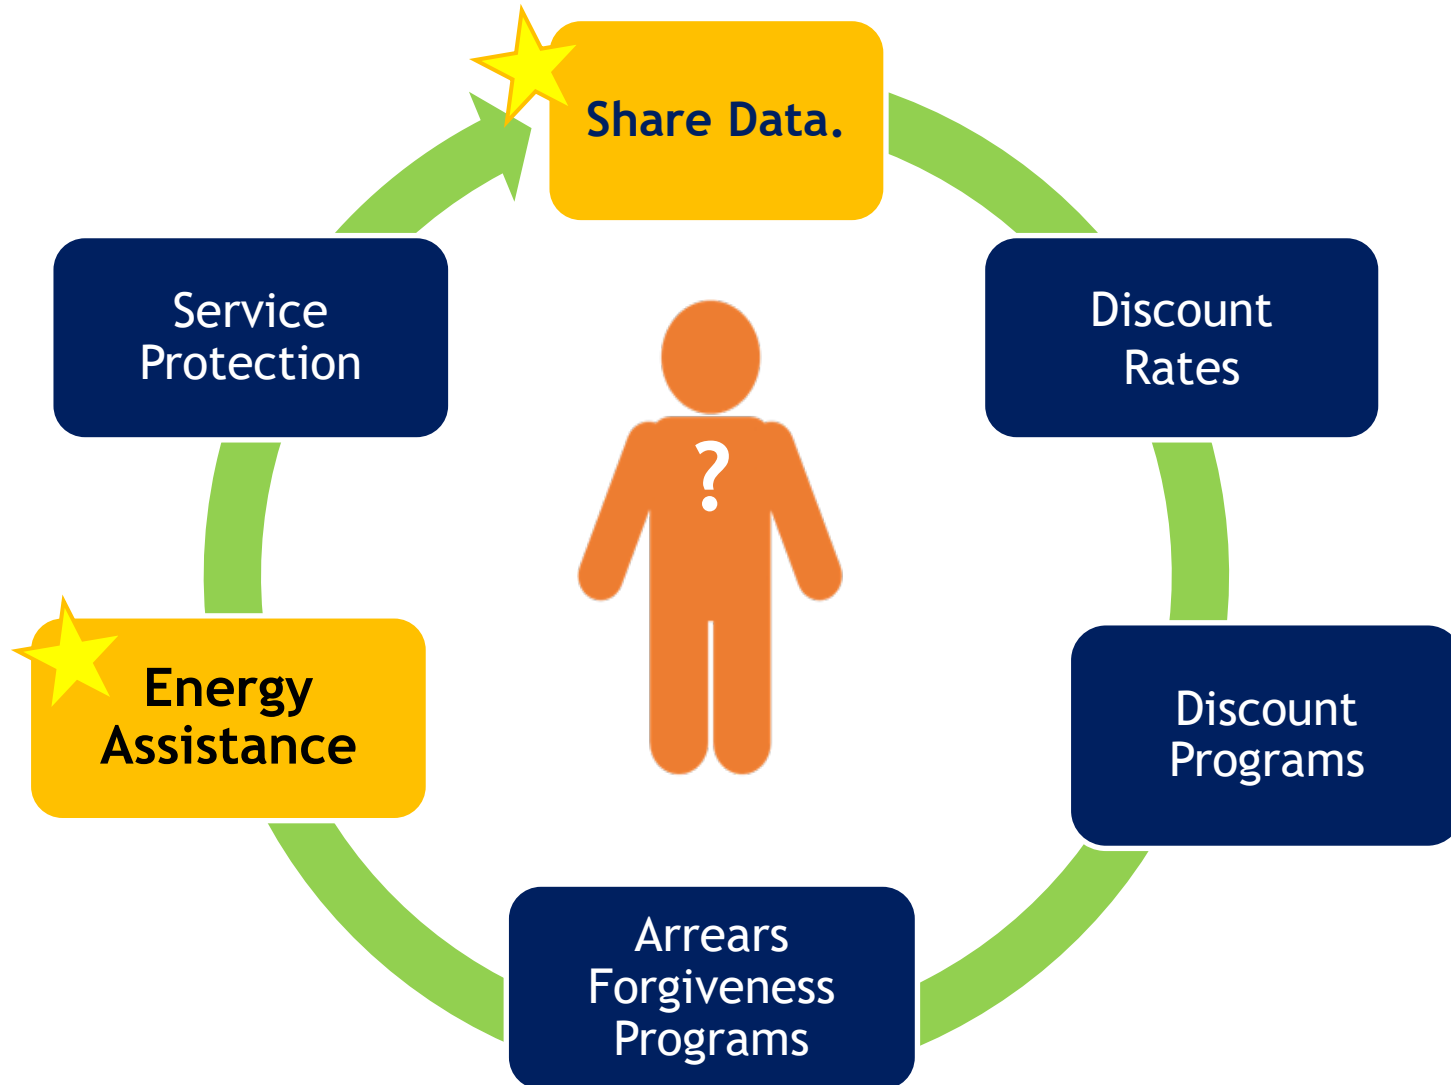 Share Data.
Service
Protection
Discount
Rates
?
Energy
Assistance
Discount
Programs
Arrears
Forgiveness
Programs